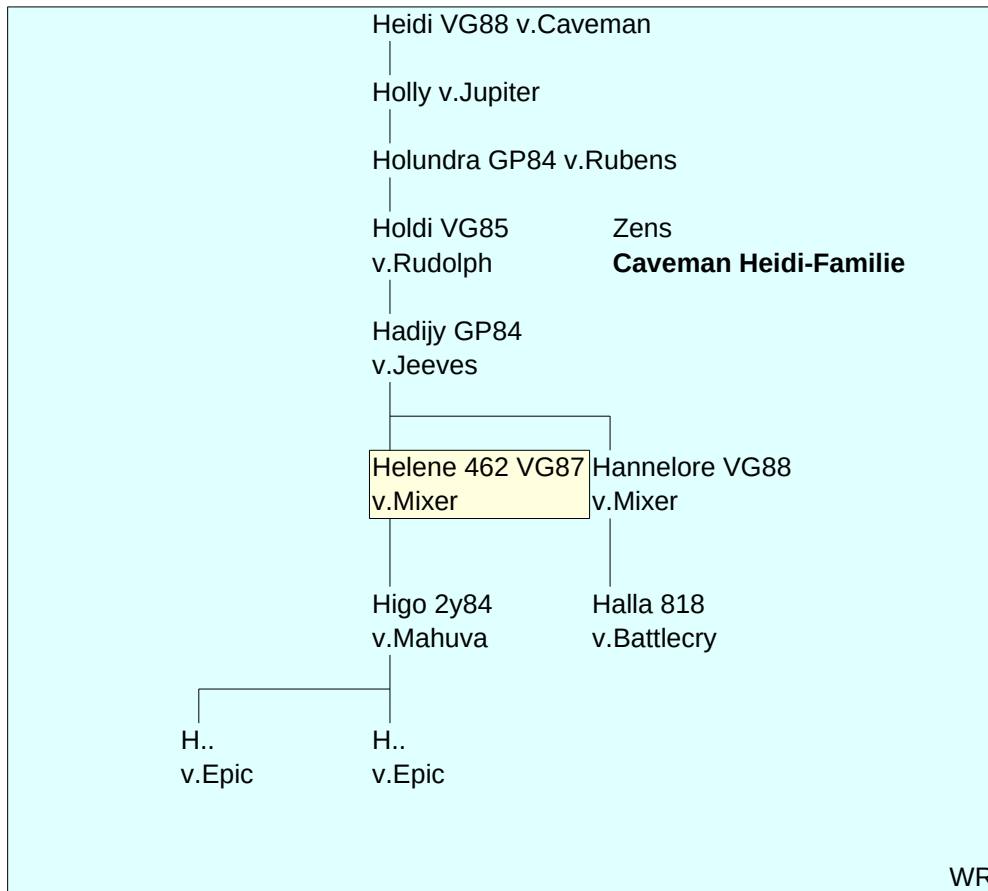 Heidi VG88 v.Caveman
Holly v.Jupiter
Holundra GP84 v.Rubens
Holdi VG85
v.Rudolph
Zens
Caveman Heidi-Familie
Hadijy GP84
v.Jeeves
Helene 462 VG87
v.Mixer
Hannelore VG88
v.Mixer
Higo 2y84
v.Mahuva
Halla 818
v.Battlecry
H..
v.Epic
H..
v.Epic
WR